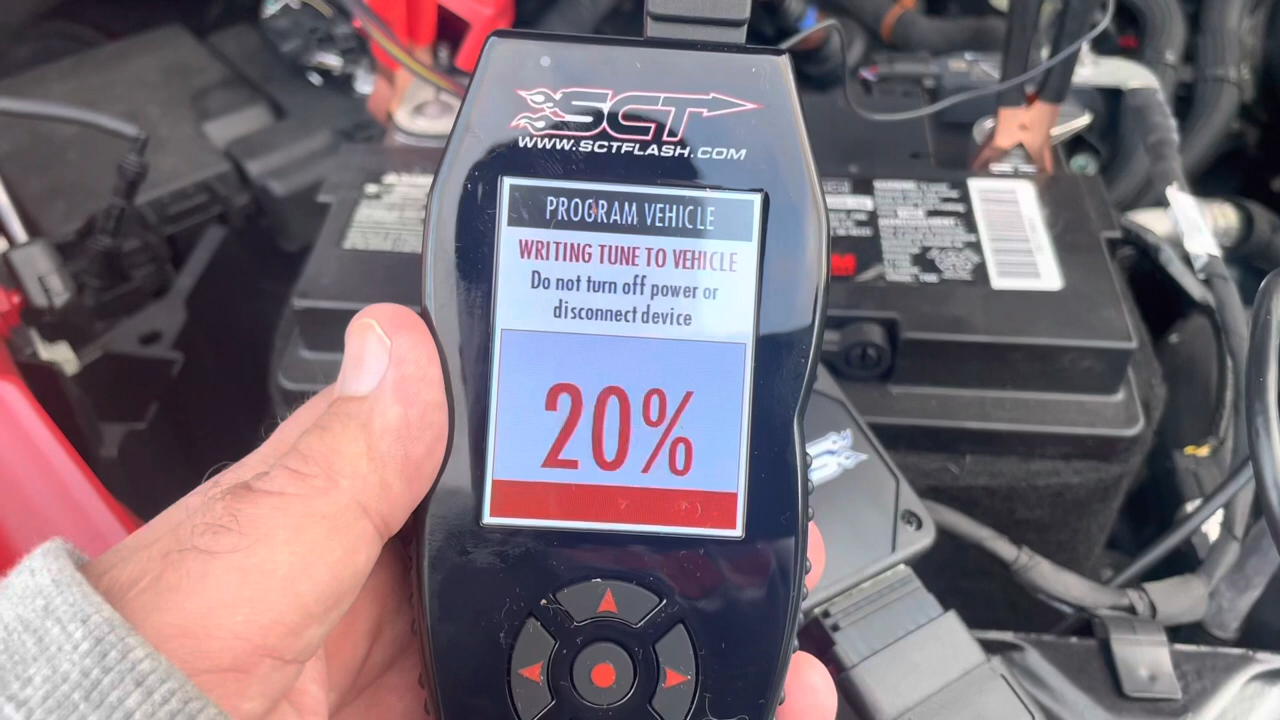 SCT
WWW.SCTFLASH.COM
PROGRAM VEHICLE
WRITING TUNE TO VEHICLE
Do not turn off power or
disconnect device
20%